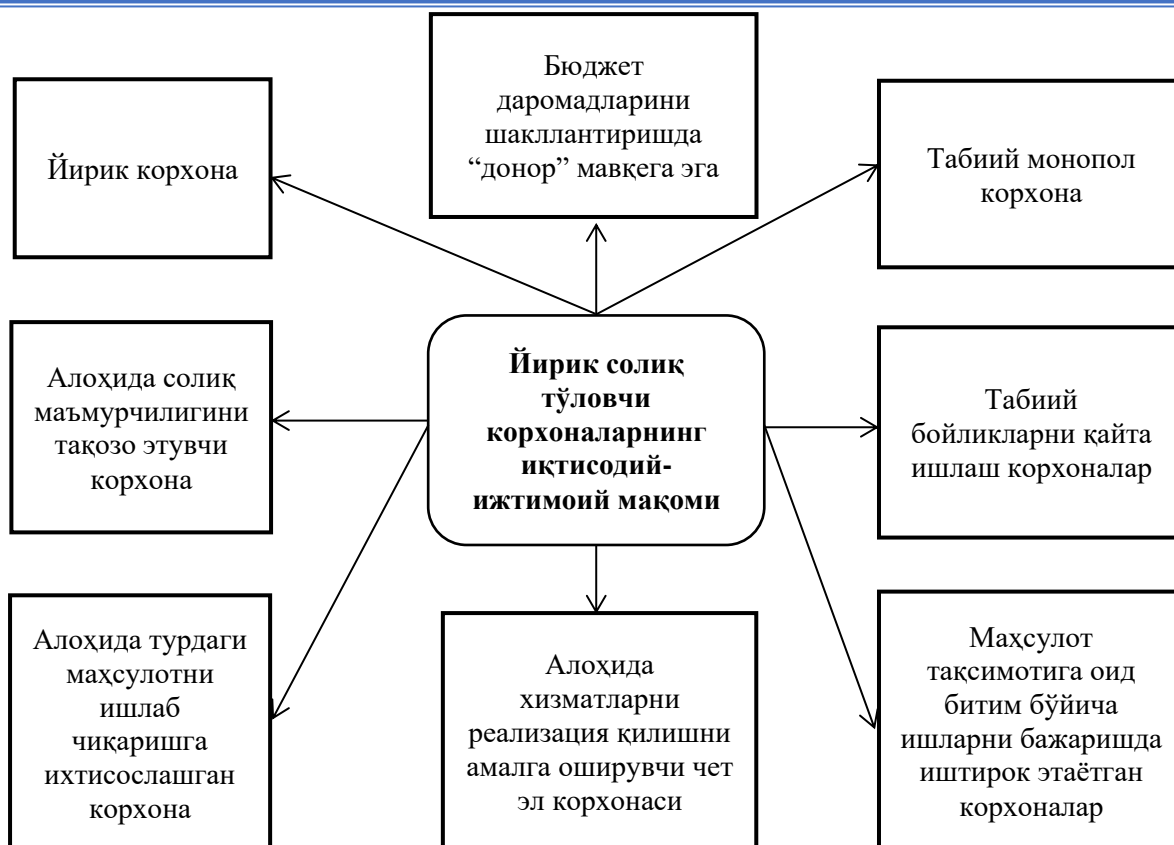 Бюджет
даромадларини
шакллантиришда
“донор” мавқега эга
Йирик корхона
Табиий монопол
корхона
Йирик солиқ
тўловчи
корхоналарнинг
иқтисодий-
ижтимоий мақоми
Алоҳида солиқ
маъмурчилигини
тақозо этувчи
корхона
Табиий
бойликларни қайта
ишлаш корхоналар
Алоҳида турдаги
маҳсулотни
ишлаб
чиқаришга
ихтисослашган
корхона
Алоҳида
хизматларни
реализация қилишни
амалга оширувчи чет
эл корхонаси
Маҳсулот
тақсимотига оид
битим бўйича
ишларни бажаришда
иштирок этаётган
корхоналар